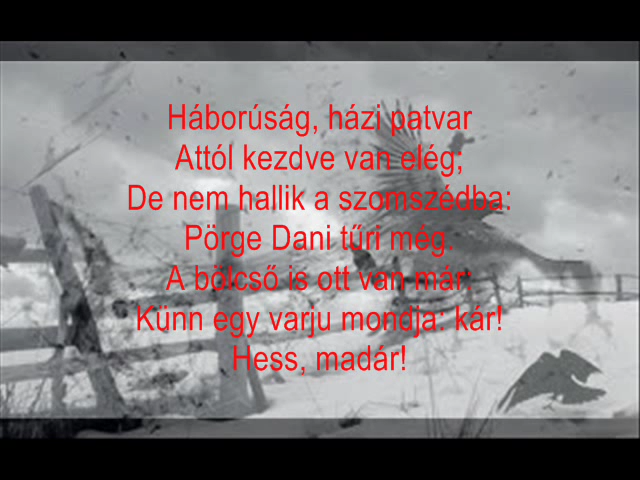 Háborúság, házi patvar
Attól kezdve van elég;
De nem hallik a szomszédba:
Pörge Dani tűri még.
A bölcső is ott van már:
Künn egy varju mondja: kár!
Hess, madár!